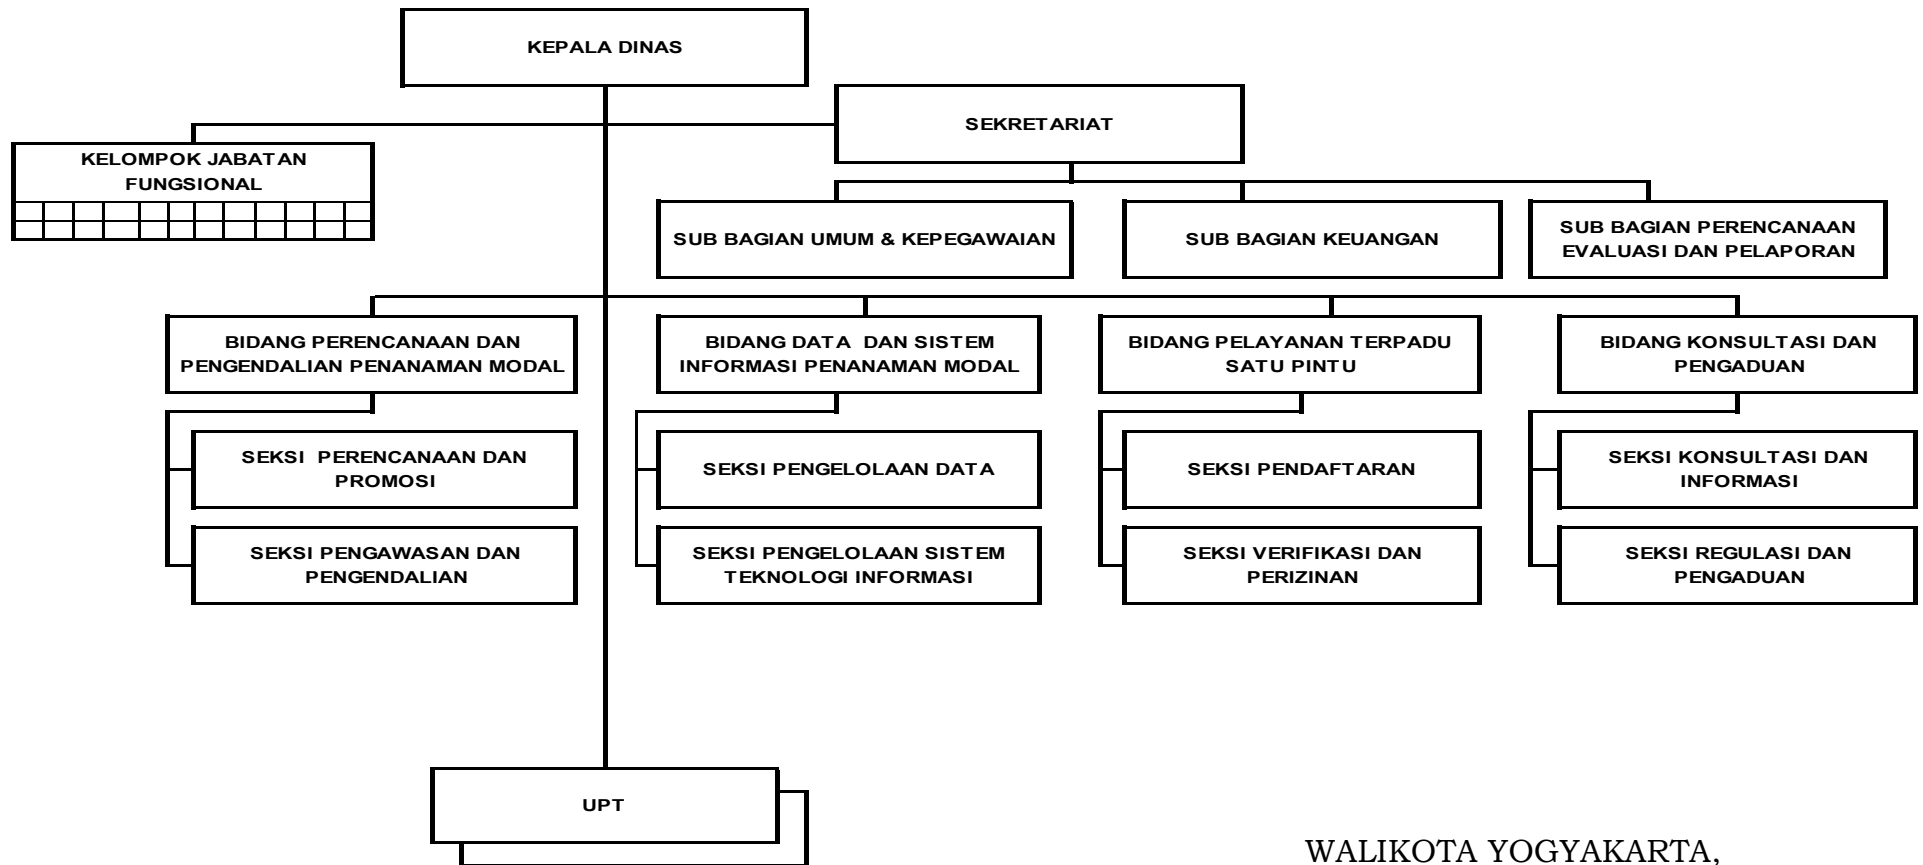 KEPALA DINAS
SEKRETARIAT
KELOMPOK JABATAN
FUNGSIONAL
SUB BAGIAN UMUM & KEPEGAWAIAN
SUB BAGIAN KEUANGAN
SUB BAGIAN PERENCANAAN
EVALUASI DAN PELAPORAN
BIDANG PERENCANAAN DAN
PENGENDALIAN PENANAMAN MODAL
BIDANG DATA DAN SISTEM
INFORMASI PENANAMAN MODAL
BIDANG PELAYANAN TERPADU
SATU PINTU
BIDANG KONSULTASI DAN
PENGADUAN
SEKSI PERENCANAAN DAN
PROMOSI
SEKSI PENGELOLAAN DATA
SEKSI PENDAFTARAN
SEKSI KONSULTASI DAN
INFORMASI
SEKSI PENGAWASAN DAN
PENGENDALIAN
SEKSI PENGELOLAAN SISTEM
TEKNOLOGI INFORMASI
SEKSI VERIFIKASI DAN
PERIZINAN
SEKSI REGULASI DAN
PENGADUAN
UPT
WALIKOTA YOGYAKARTA,